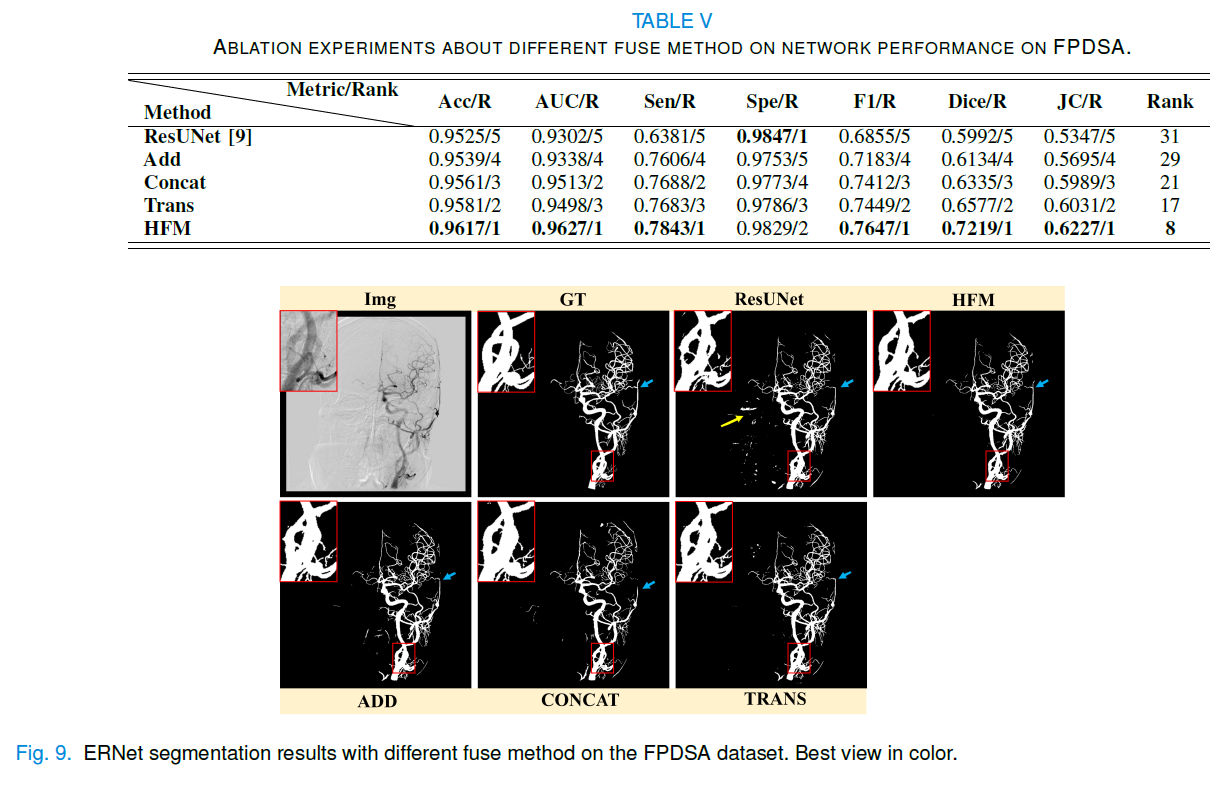 TABLE V
ABLATION EXPERIMENTS ABOUT DIFFERENT FUSE METHOD ON NETWORK PERFORMANCE ON FPDSA.
Metric/Rank
Method Acc/R AUC/R Sen/R Spe/R F1/R Dice/R JC/R Rank
ResUNet [9] 0.9525/5 0.9302/5 0.6381/5 0.9847/1 0.6855/5 0.5992/5 0.5347/5 31
Add 0.9539/4 0.9338/4 0.7606/4 0.9753/5 0.7183/4 0.6134/4 0.5695/4 29
Concat 0.9561/3 0.9513/2 0.7688/2 0.9773/4 0.7412/3 0.6335/3 0.5989/3 21
Trans 0.9581/2 0.9498/3 0.7683/3 0.9786/3 0.7449/2 0.6577/2 0.6031/2 17
HFM 0.9617/1 0.9627/1 0.7843/1 0.9829/2 0.7647/1 0.7219/1 0.6227/1 8
Img GT ResUNet HFM
ADD CONCAT TRANS
Fig. 9. ERNet segmentation results with different fuse method on the FPDSA dataset. Best view in color.